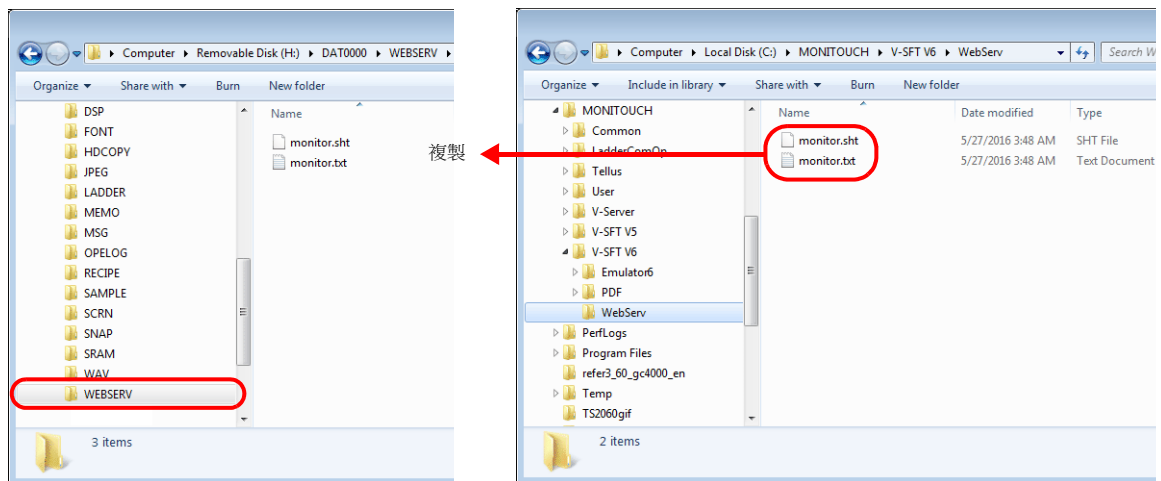 Computer ▸ Removable Disk (H:) ▸ DAT0000 ▸ WEBSERV ▸
Organize Share with Burn New folder
DSP
FONT
HDCOPY
JPEG
LADDER
MEMO
MSG
OPELOG
RECIPE
SAMPLE
SCRN
SNAP
SRAM
WAV
WEBSERV
Name
monitor.sht
monitor.txt
3 items
複製
Computer ▸ Local Disk (C:) ▸ MONITOUCH ▸ V-SFT V6 ▸ WebServ
Search W
Organize Include in library Share with Burn New folder
MONITOUCH
Common
LadderComOp
Tellus
User
V-Server
V-SFT V5
V-SFT V6
Emulator6
PDF
WebServ
PerfLogs
Program Files
refer3_60_gc4000_en
Temp
TS2060gif
Name Date modified Type
monitor.sht 5/27/2016 3:48 AM SHT File
monitor.txt 5/27/2016 3:48 AM Text Document
2 items